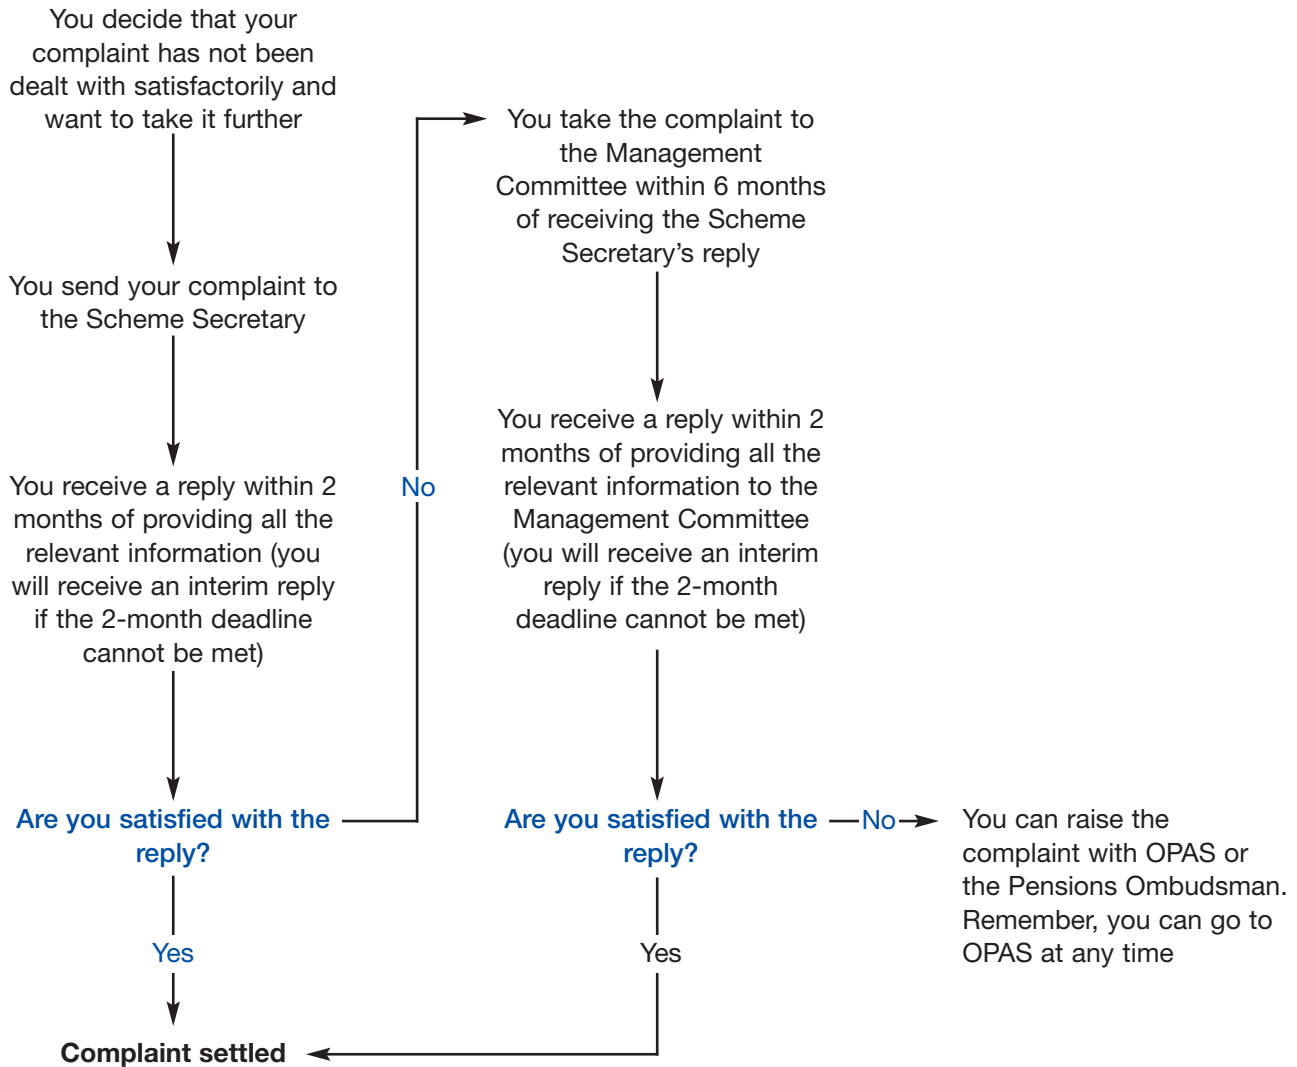 You decide that your
complaint has not been
dealt with satisfactorily and
want to take it further
You send your complaint to
the Scheme Secretary
You receive a reply within 2
months of providing all the
relevant information (you
will receive an interim reply
if the 2-month deadline
cannot be met)
Are you satisfied with the
reply?
Yes
Complaint settled
No
You take the complaint to
the Management
Committee within 6 months
of receiving the Scheme
Secretary’s reply
You receive a reply within 2
months of providing all the
relevant information to the
Management Committee
(you will receive an interim
reply if the 2-month
deadline cannot be met)
Are you satisfied with the
reply?
Yes
No
You can raise the
complaint with OPAS or
the Pensions Ombudsman.
Remember, you can go to
OPAS at any time